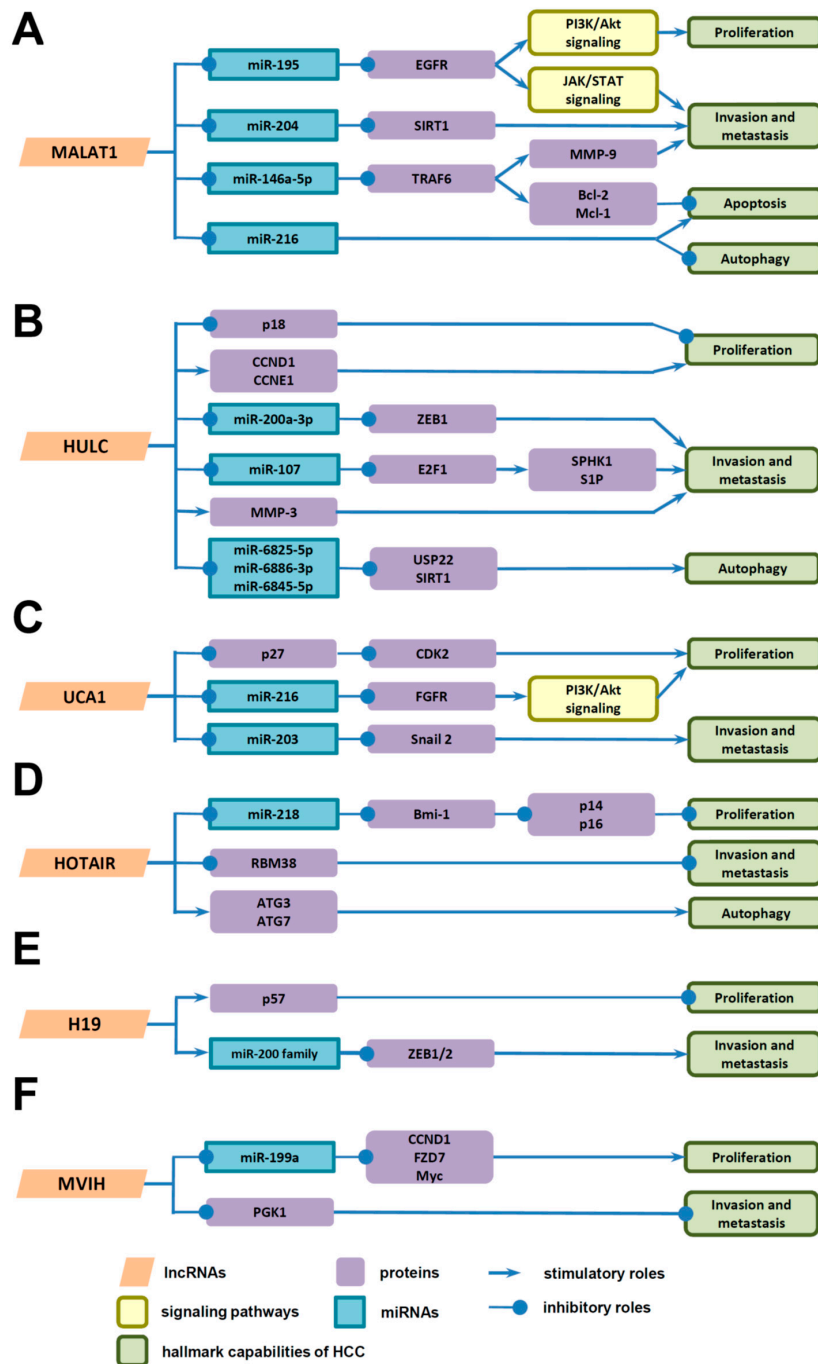 A
PI3K/Akt
signaling
Proliferation
miR-195
EGFR
JAK/STAT
signaling
miR-204
SIRT1
Invasion and
metastasis
MALAT1
MMP-9
miR-146a-5p
TRAF6
Bcl-2
Mcl-1
Apoptosis
miR-216
Autophagy
B
p18
Proliferation
CCND1
CCNE1
miR-200a-3p
ZEB1
HULC
miR-107
E2F1
SPHK1
S1P
Invasion and
metastasis
MMP-3
miR-6825-5p
miR-6886-3p
miR-6845-5p
USP22
SIRT1
Autophagy
C
p27
CDK2
Proliferation
UCA1
miR-216
FGFR
PI3K/Akt
signaling
miR-203
Snail 2
Invasion and
metastasis
D
miR-218
Bmi-1
p14
p16
Proliferation
HOTAIR
RBM38
Invasion and
metastasis
ATG3
ATG7
Autophagy
E
p57
Proliferation
H19
miR-200 family
ZEB1/2
Invasion and
metastasis
F
miR-199a
CCND1
FZD7
Myc
Proliferation
MVIH
PGK1
Invasion and
metastasis
lncRNAs
proteins
stimulatory roles
signaling pathways
miRNAs
inhibitory roles
hallmark capabilities of HCC